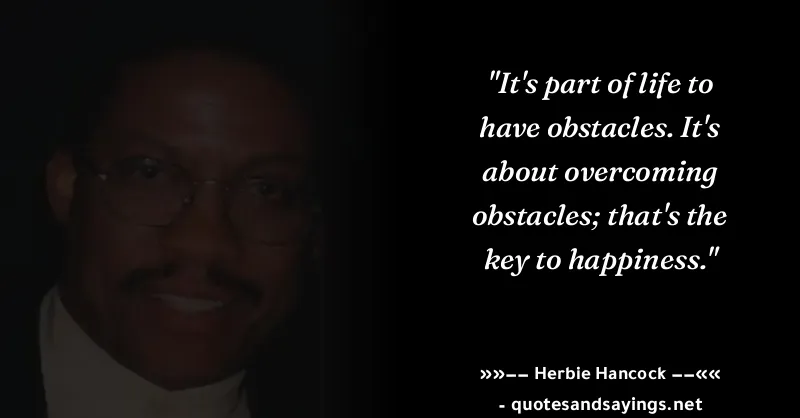 "It's part of life to
have obstacles. It's
about overcoming
obstacles; that's the
key to happiness."
»»–– Herbie Hancock ––««
- quotesandsayings.net